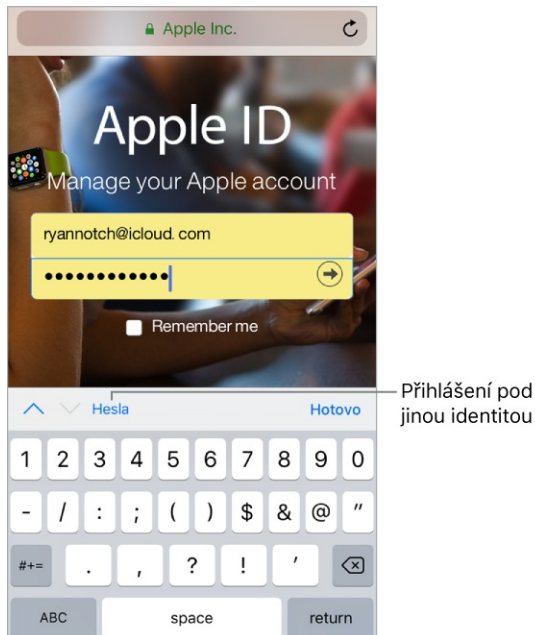 Apple Inc.
Apple ID
Manage your Apple account
ryannotch@icloud.com
●●●●●●●●●●●●
Remember me
Hesla Hotovo
Přihlášení pod
jinou identitou
1 2 3 4 5 6 7 8 9 0
- / : ; ( ) $ & @ "
#+= . , ? ! ′
ABC space return